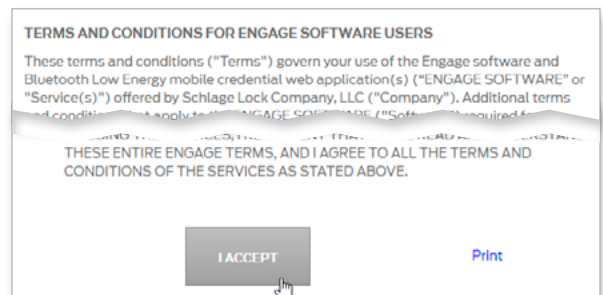 TERMS AND CONDITIONS FOR ENGAGE SOFTWARE USERS
These terms and conditions ("Terms") govern your use of the Engage software and
Bluetooth Low Energy mobile credential web application(s) ("ENGAGE SOFTWARE" or
"Service(s)") offered by Schlage Lock Company, LLC ("Company"). Additional terms
THESE ENTIRE ENGAGE TERMS, AND I AGREE TO ALL THE TERMS AND
CONDITIONS OF THE SERVICES AS STATED ABOVE.
I ACCEPT
Print